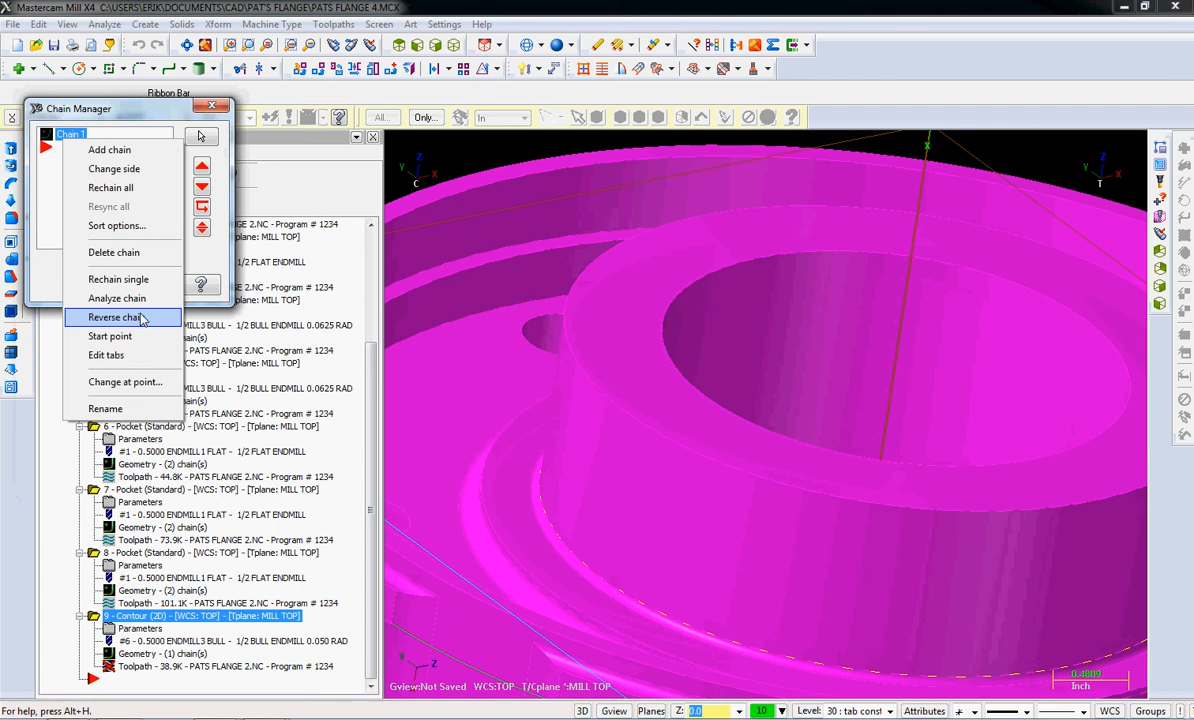 Mastercam Mill X4 C:\USERS\ERIK\DOCUMENTS\CAD\PAT'S FLANGE\PATS FLANGE 4.MCX
File Edit View Analyze Create Solids Xform Machine Type Toolpaths Screen Art Settings Help
Ribbon Bar
Chain Manager
All... Only... In
Chain 1
Add chain
Change side
Rechain all
Resync all
Sort options...
Delete chain
Rechain single
Analyze chain
Reverse chain
Start point
Edit tabs
Change at point...
Rename
GE 2.NC - Program # 1234
[Tplane: MILL TOP]
1/2 FLAT ENDMILL
GE 2.NC - Program # 1234
[Tplane: MILL TOP]
MILL3 BULL - 1/2 BULL ENDMILL 0.0625 RAD
hain(s)
PATS FLANGE 2.NC - Program # 1234
CS: TOP] - [Tplane: MILL TOP]
MILL3 BULL - 1/2 BULL ENDMILL 0.0625 RAD
hain(s)
PATS FLANGE 2.NC - Program # 1234
6 - Pocket (Standard) - [WCS: TOP] - [Tplane: MILL TOP]
Parameters
#1 - 0.5000 ENDMILL1 FLAT - 1/2 FLAT ENDMILL
Geometry - (2) chain(s)
Toolpath - 44.8K - PATS FLANGE 2.NC - Program # 1234
7 - Pocket (Standard) - [WCS: TOP] - [Tplane: MILL TOP]
Parameters
#1 - 0.5000 ENDMILL1 FLAT - 1/2 FLAT ENDMILL
Geometry - (2) chain(s)
Toolpath - 73.9K - PATS FLANGE 2.NC - Program # 1234
8 - Pocket (Standard) - [WCS: TOP] - [Tplane: MILL TOP]
Parameters
#1 - 0.5000 ENDMILL1 FLAT - 1/2 FLAT ENDMILL
Geometry - (2) chain(s)
Toolpath - 101.1K - PATS FLANGE 2.NC - Program # 1234
9 - Contour (2D) - [WCS: TOP] - [Tplane: MILL TOP]
Parameters
#6 - 0.5000 ENDMILL3 BULL - 1/2 BULL ENDMILL 0.050 RAD
Geometry - (1) chain(s)
Toolpath - 38.9K - PATS FLANGE 2.NC - Program # 1234
Z
Y X
C
X
Z
Y X
T
Y Z
Gview:Not Saved WCS:TOP T/Cplane :MILL TOP
0.4809
Inch
For help, press Alt+H.
3D Gview Planes Z: 0.0 10 Level: 30 : tab const Attributes WCS Groups !